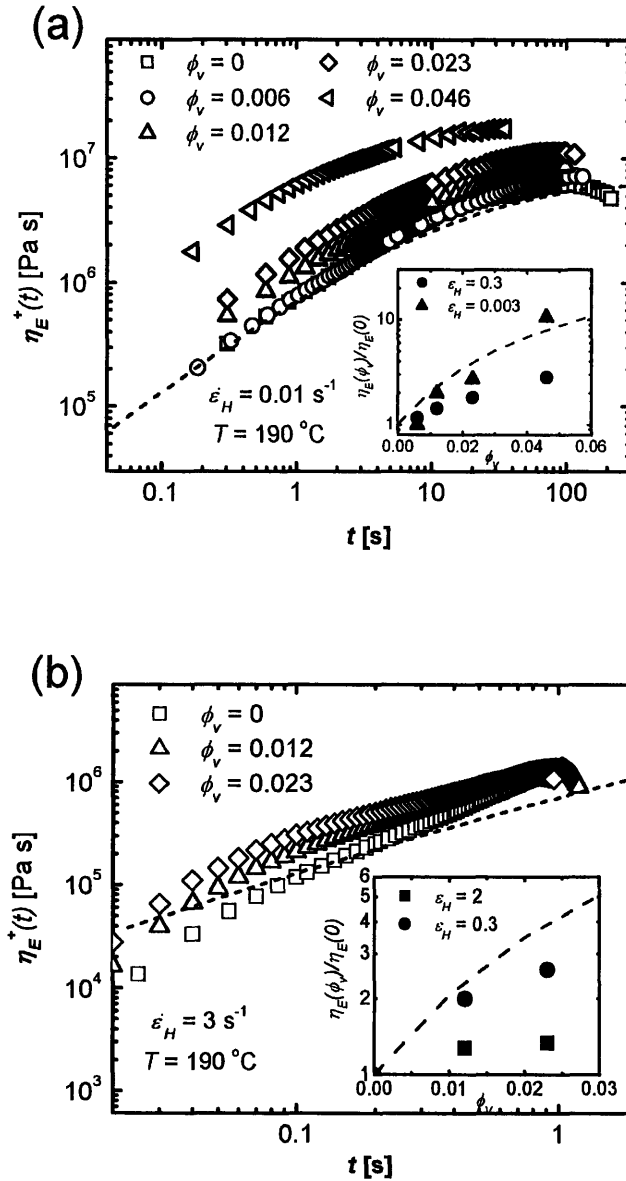 (a)
ϕv = 0
ϕv = 0.023
ϕv = 0.006
ϕv = 0.046
ϕv = 0.012
10^7
10^6
10^5
ηE+(t) [Pa s]
ε̇H = 0.01 s-1
T = 190 °C
εH = 0.3
εH = 0.003
10
1
ηE(ϕv)/ηE(0)
0.00 0.02 0.04 0.06
ϕv
0.1 1 10 100
t [s]
(b)
ϕv = 0
ϕv = 0.012
ϕv = 0.023
10^6
10^5
10^4
10^3
ηE+(t) [Pa s]
ε̇H = 3 s-1
T = 190 °C
εH = 2
εH = 0.3
6
5
4
3
2
1
ηE(ϕv)/ηE(0)
0.00 0.01 0.02 0.03
ϕv
0.1 1
t [s]